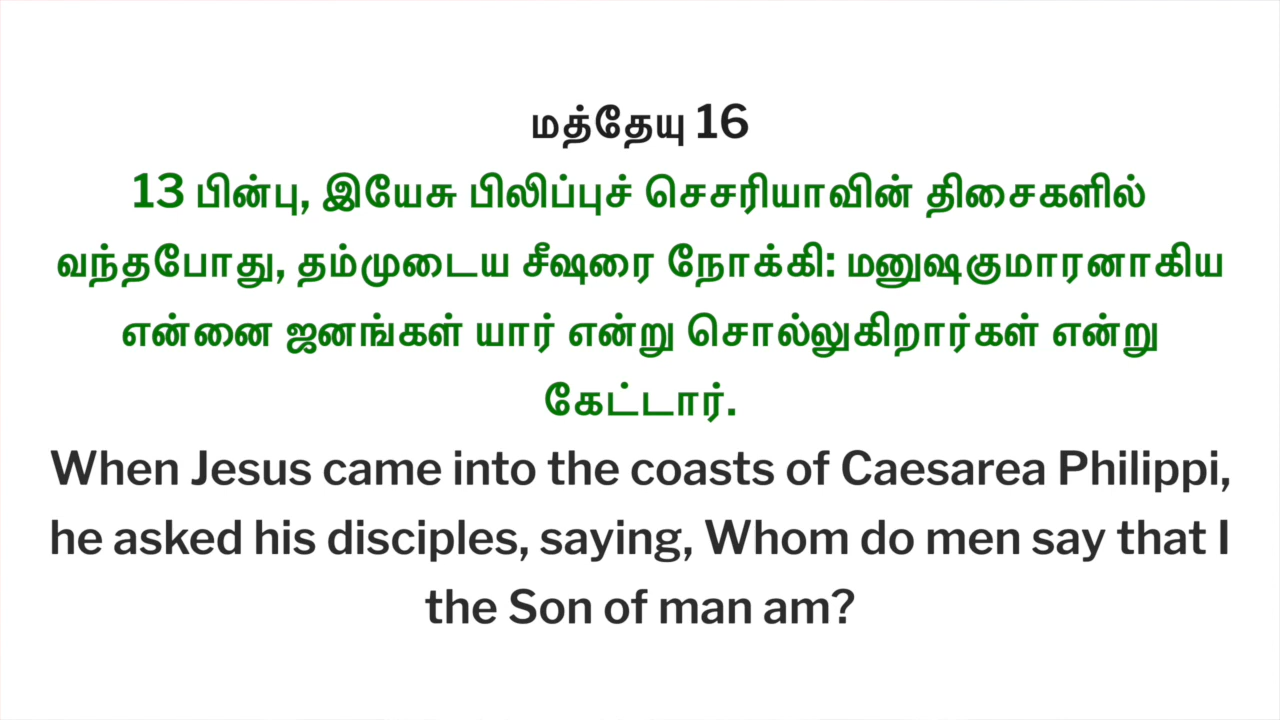 மத்தேயு 16
13 பின்பு, இயேசு பிலிப்புச் செசரியாவின் திசைகளில்
வந்தபோது, தம்முடைய சீஷரை நோக்கி: மனுஷகுமாரனாகிய
என்னை ஜனங்கள் யார் என்று சொல்லுகிறார்கள் என்று
கேட்டார்.
When Jesus came into the coasts of Caesarea Philippi,
he asked his disciples, saying, Whom do men say that I
the Son of man am?